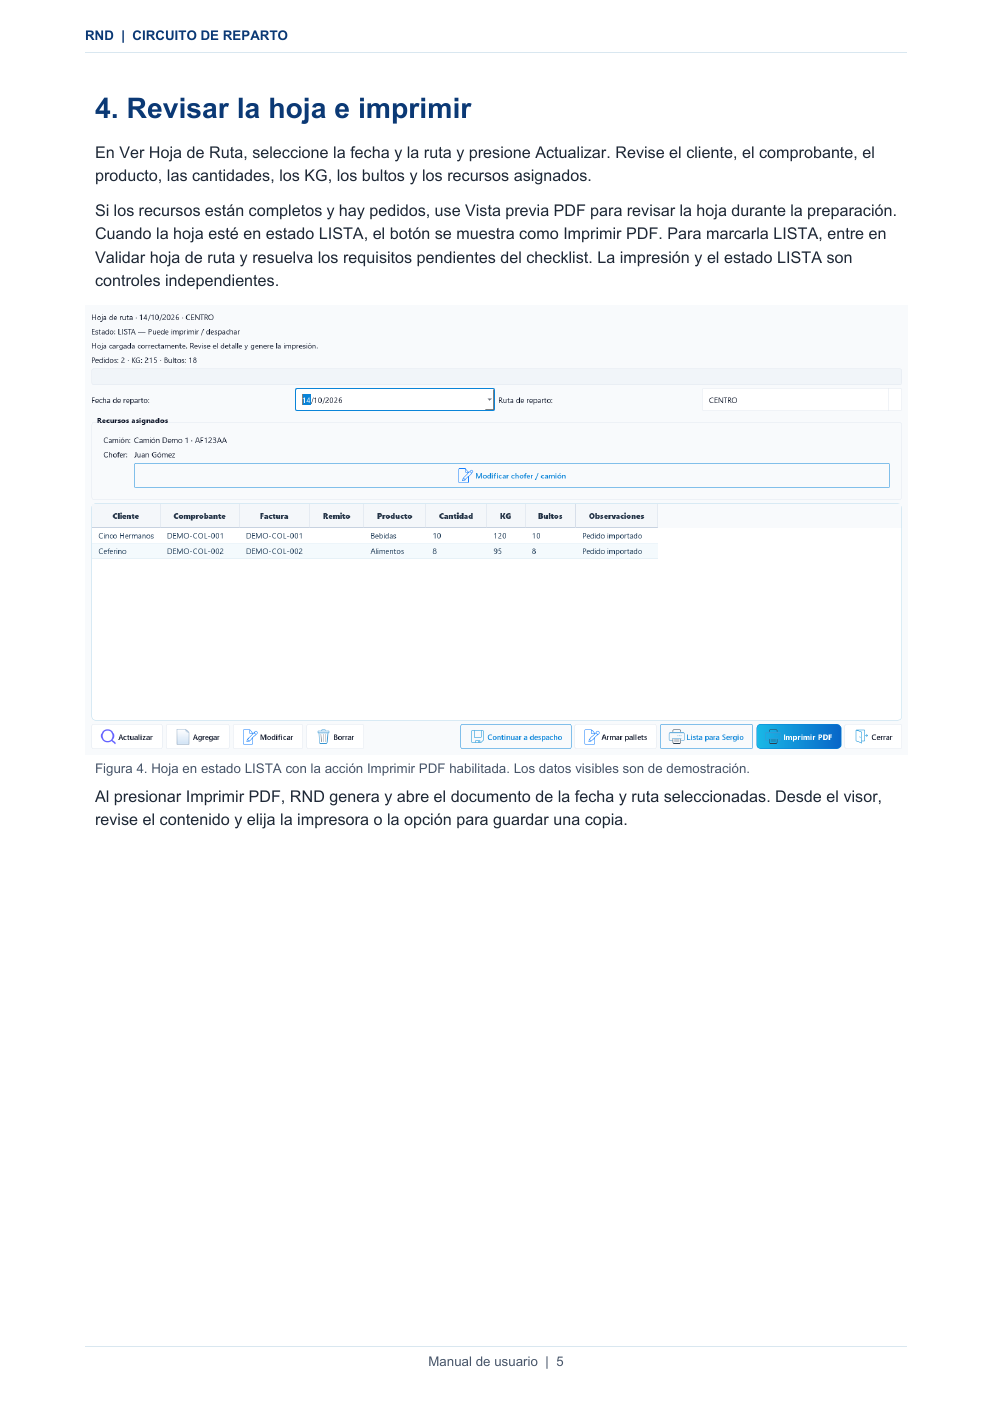 RND | CIRCUITO DE REPARTO
4. Revisar la hoja e imprimir
En Ver Hoja de Ruta, seleccione la fecha y la ruta y presione Actualizar. Revise el cliente, el comprobante, el
producto, las cantidades, los KG, los bultos y los recursos asignados.
Si los recursos están completos y hay pedidos, use Vista previa PDF para revisar la hoja durante la preparación.
Cuando la hoja esté en estado LISTA, el botón se muestra como Imprimir PDF. Para marcarla LISTA, entre en
Validar hoja de ruta y resuelva los requisitos pendientes del checklist. La impresión y el estado LISTA son
controles independientes.
Hoja de ruta · 14/10/2026 · CENTRO
Estado: LISTA — Puede imprimir / despachar
Hoja cargada correctamente. Revise el detalle y genere la impresión.
Pedidos: 2 · KG: 215 · Bultos: 18
Fecha de reparto: 14/10/2026 Ruta de reparto: CENTRO
Recursos asignados
Camión: Camión Demo 1 · AF123AA
Chofer: Juan Gómez
Modificar chofer / camión
Cliente Comprobante Factura Remito Producto Cantidad KG Bultos Observaciones
Cinco Hermanos DEMO-COL-001 DEMO-COL-001 Bebidas 10 120 10 Pedido importado
Ceferino DEMO-COL-002 DEMO-COL-002 Alimentos 8 95 8 Pedido importado
Actualizar Agregar Modificar Borrar Continuar a despacho Armar pallets Lista para Sergio Imprimir PDF Cerrar
Figura 4. Hoja en estado LISTA con la acción Imprimir PDF habilitada. Los datos visibles son de demostración.
Al presionar Imprimir PDF, RND genera y abre el documento de la fecha y ruta seleccionadas. Desde el visor,
revise el contenido y elija la impresora o la opción para guardar una copia.
Manual de usuario | 5